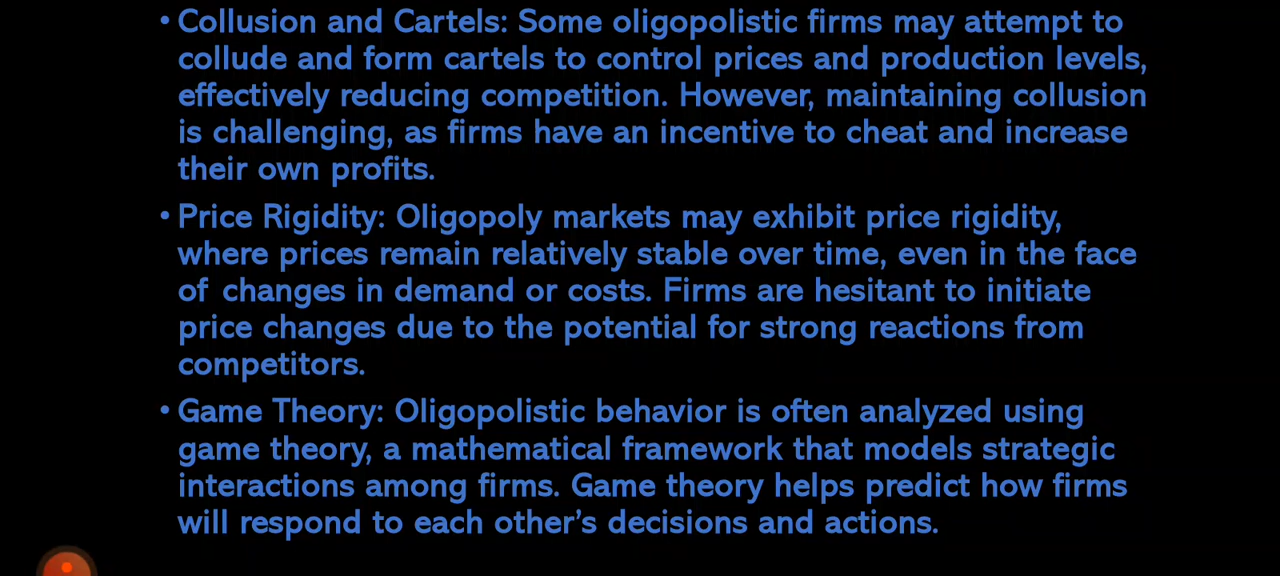 • Collusion and Cartels: Some oligopolistic firms may attempt to
collude and form cartels to control prices and production levels,
effectively reducing competition. However, maintaining collusion
is challenging, as firms have an incentive to cheat and increase
their own profits.
• Price Rigidity: Oligopoly markets may exhibit price rigidity,
where prices remain relatively stable over time, even in the face
of changes in demand or costs. Firms are hesitant to initiate
price changes due to the potential for strong reactions from
competitors.
• Game Theory: Oligopolistic behavior is often analyzed using
game theory, a mathematical framework that models strategic
interactions among firms. Game theory helps predict how firms
will respond to each other’s decisions and actions.